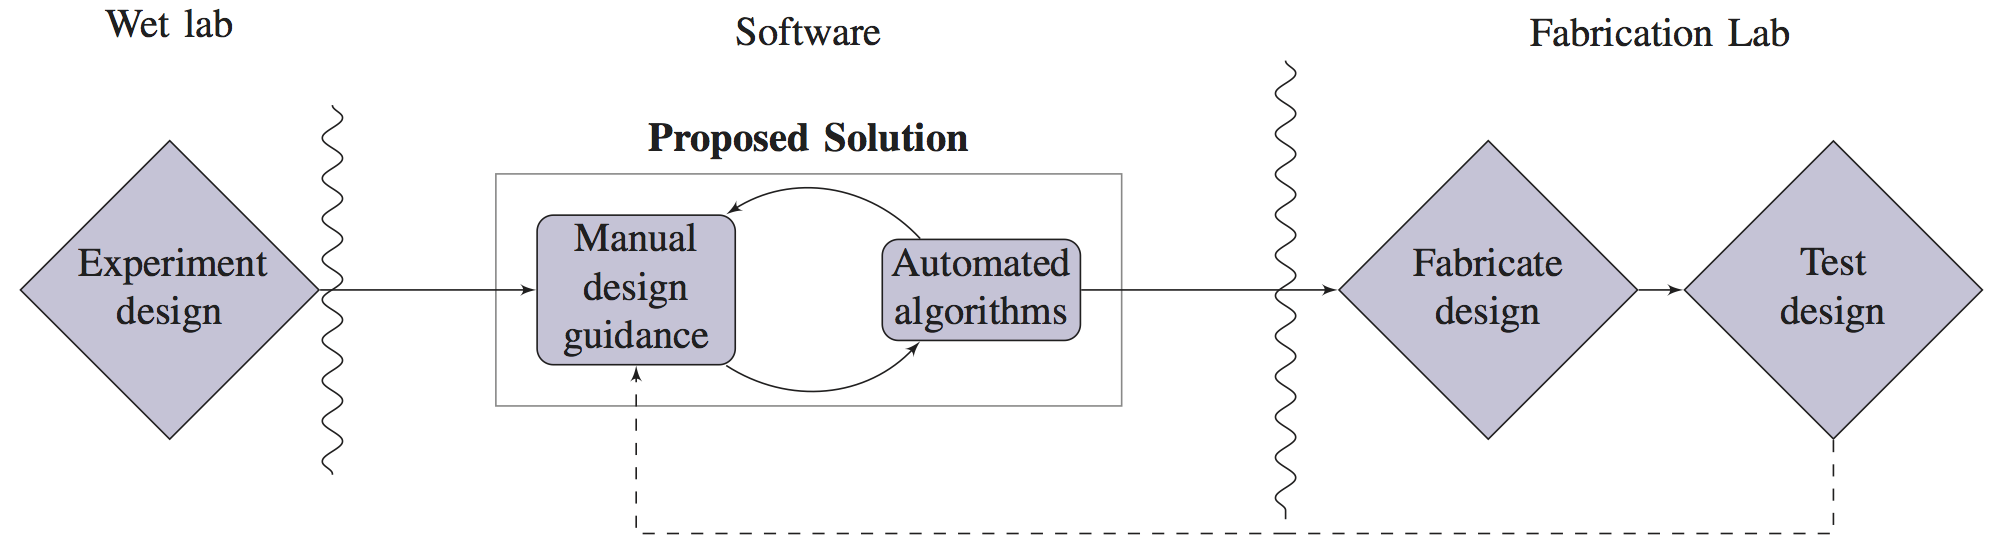 Wet lab
Software
Fabrication Lab
Proposed Solution
Experiment
design
Manual
design
guidance
Automated
algorithms
Fabricate
design
Test
design